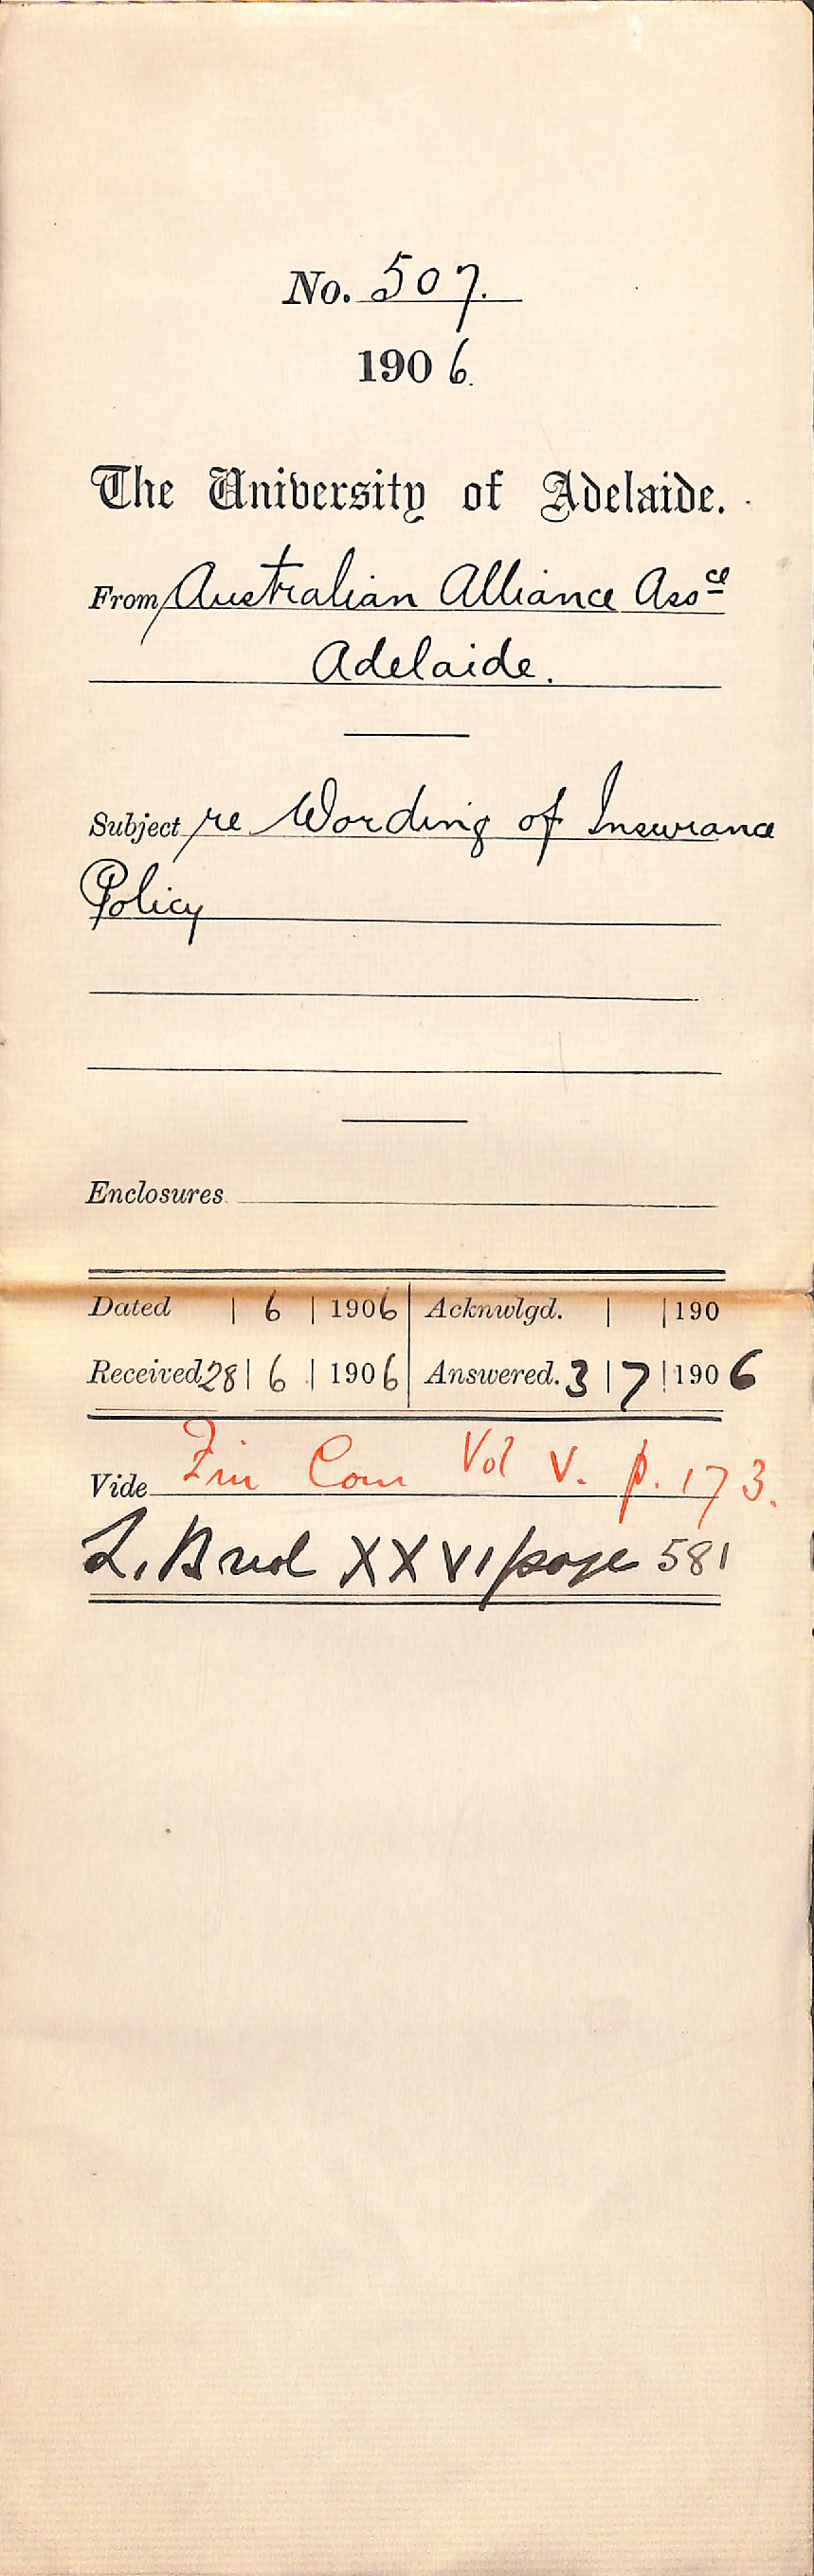 No. 507.
1906.
The University of Adelaide.
From Australian Alliance Assce
Adelaide.
Subject re Wording of Insurance
Policy
Enclosures
Dated | 6 | 1906 Acknwlgd. | | 190
Received 28 | 6 | 1906 Answered. 3 | 7 | 1906
Vide Fin Com Vol V. p. 173.
L. B vol XXVI page 581